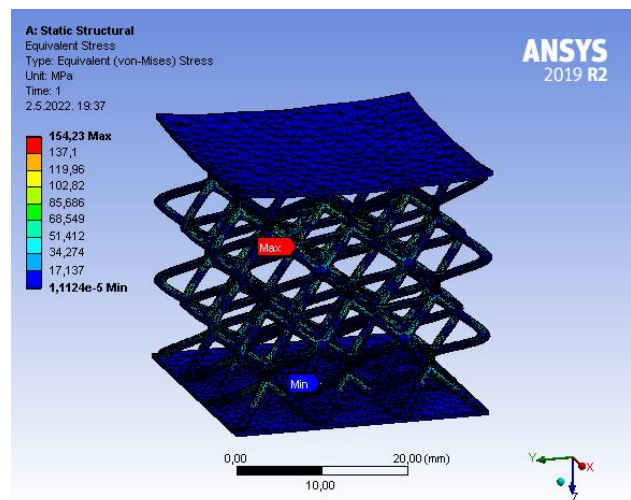 A: Static Structural
Equivalent Stress
Type: Equivalent (von-Mises) Stress
Unit: MPa
Time: 1
2.5.2022. 19:37
ANSYS
2019 R2
154,23 Max
137,1
119,96
102,82
85,686
68,549
51,412
34,274
17,137
1,1124e-5 Min
Max
Min
0,00
20,00 (mm)
10,00
Y
X
Z